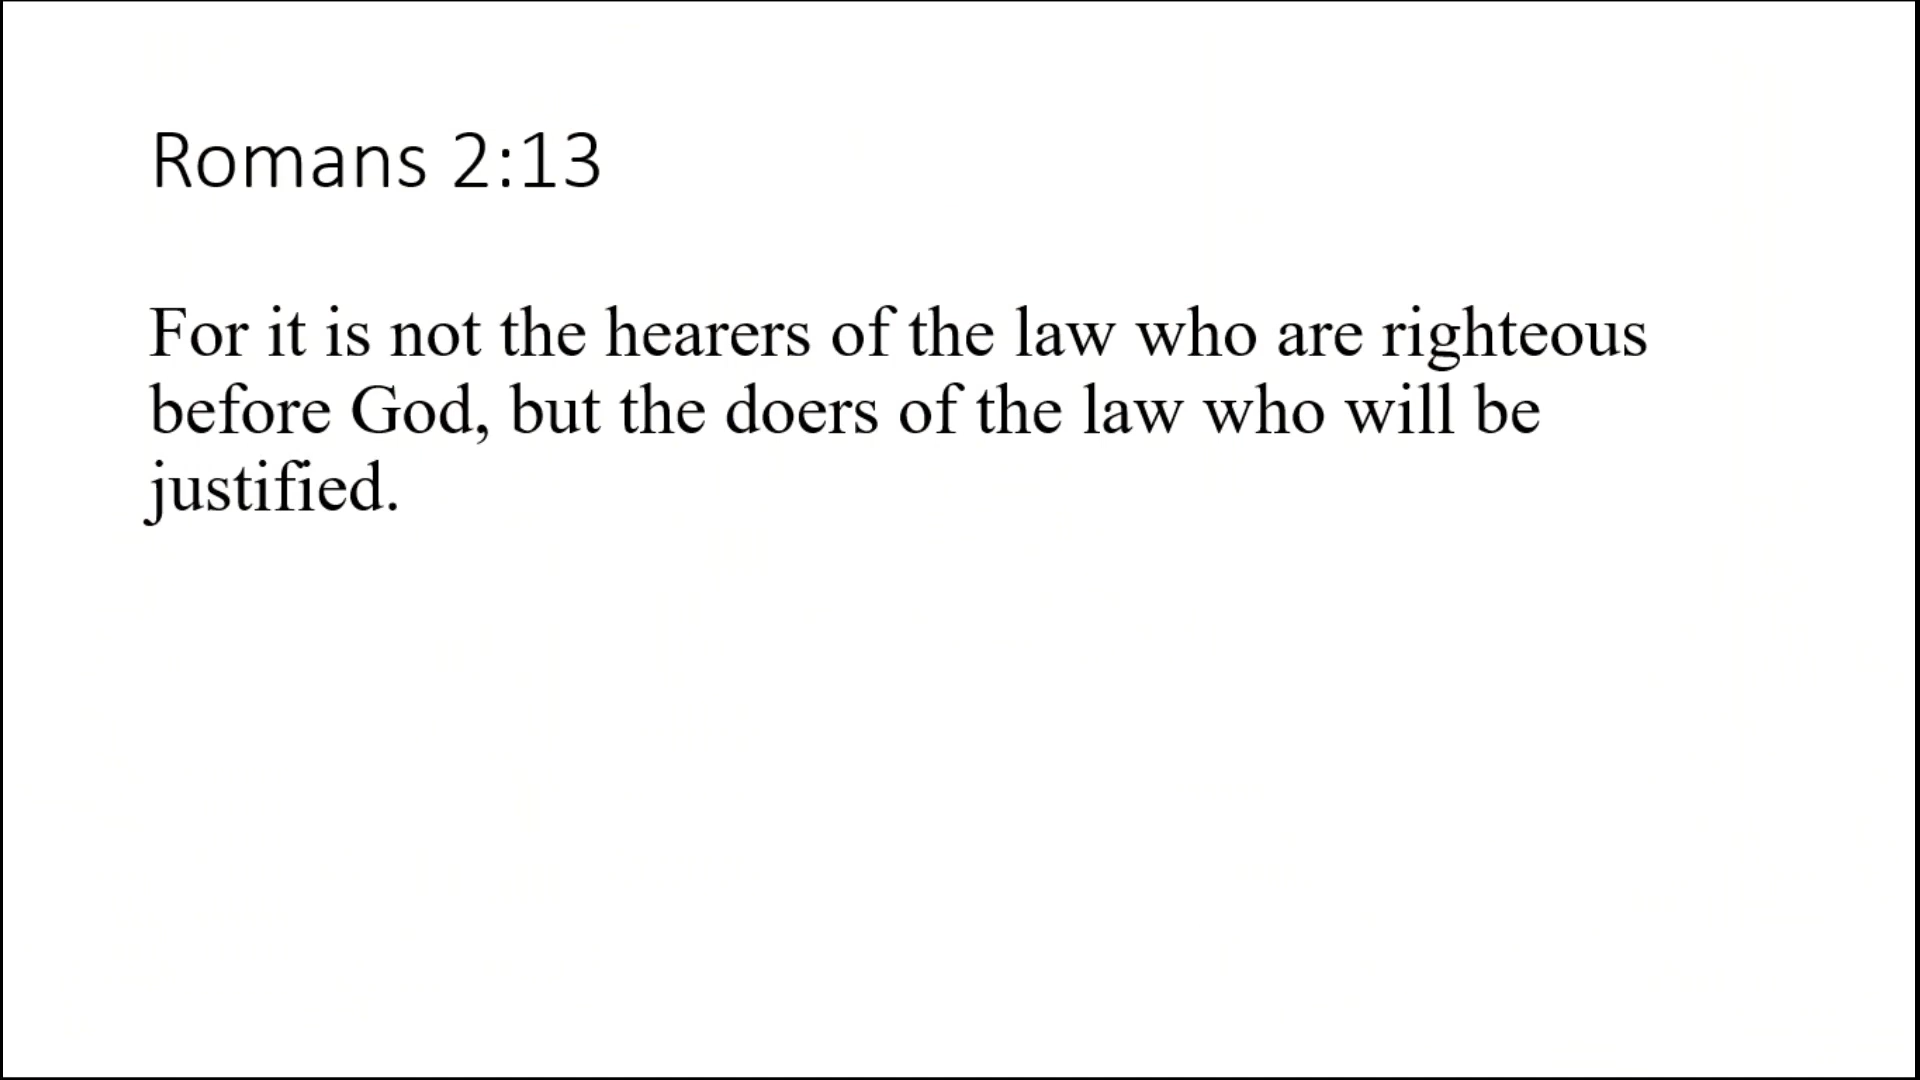 Romans 2:13
For it is not the hearers of the law who are righteous
before God, but the doers of the law who will be
justified.